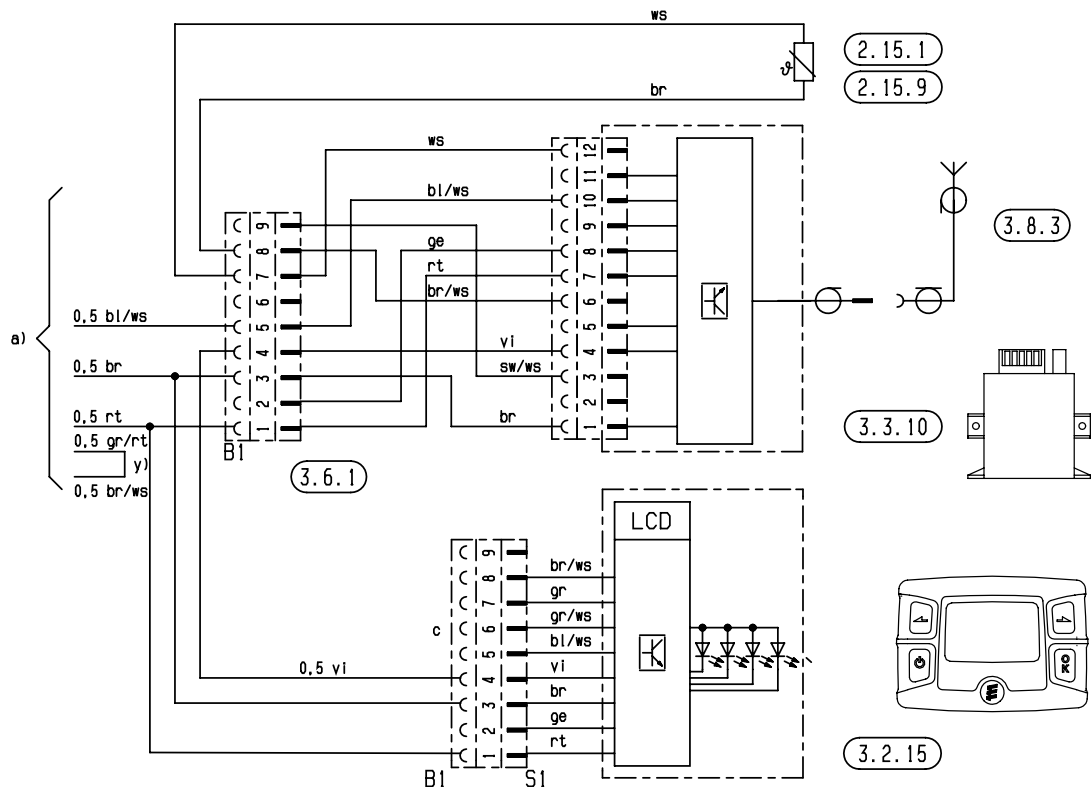 ws
2.15.1
ϑ
2.15.9
br
ws
12
11
bl/ws
10
3.8.3
9
9
ge
8
8
rt
7
7
br/ws
6
6
0,5 bl/ws
5
5
a)
vi
4
4
0,5 br
sw/ws
3
3
2
2
0,5 rt
br
1
1
3.3.10
0,5 gr/rt
B1
y)
3.6.1
0,5 br/ws
LCD
9
br/ws
8
gr
7
gr/ws
c
6
bl/ws
5
0,5 vi
vi
4
br
3
ge
2
rt
1
OK
3.2.15
B1
S1